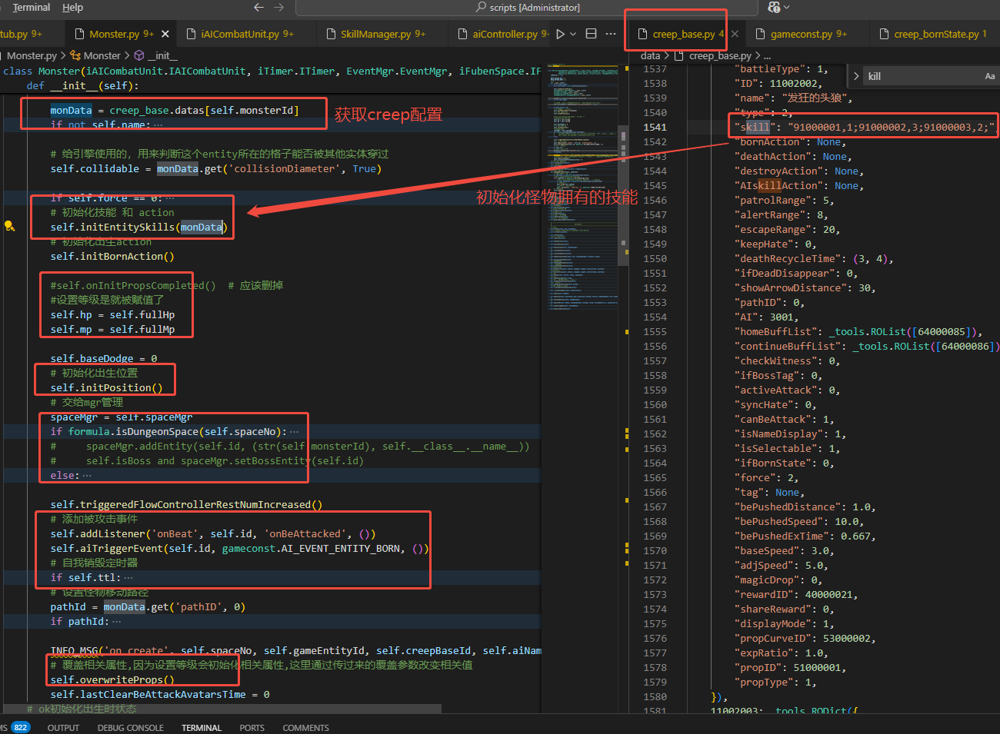 Terminal Help
scripts [Administrator]
tub.py 9+
Monster.py 9+
iAICombatUnit.py 9+
SkillManager.py 9+
aiController.py 9+
creep_base.py 4
gameconst.py 9+
creep_bornState.py 1
Monster.py > Monster > __init__
data > creep_base.py > ...
kill
Aa
class Monster(iAICombatUnit.IAICombatUnit, iTimer.ITimer, EventMgr.EventMgr, iFubenSpace.IF
def __init__(self):
monData = creep_base.datas[self.monsterId]
获取creep配置
if not self.name:…
# 给引擎使用的，用来判断这个entity所在的格子能否被其他实体穿过
self.collidable = monData.get('collisionDiameter', True)
if self.force == 0:…
# 初始化技能 和 action
self.initEntitySkills(monData)
初始化怪物拥有的技能
# 初始化出生action
self.initBornAction()
#self.onInitPropsCompleted()  # 应该删掉
#设置等级是就被赋值了
self.hp = self.fullHp
self.mp = self.fullMp
self.baseDodge = 0
# 初始化出生位置
self.initPosition()
# 交给mgr管理
spaceMgr = self.spaceMgr
if formula.isDungeonSpace(self.spaceNo):…
#     spaceMgr.addEntity(self.id, (str(self.monsterId), self.__class__.__name__))
#     self.isBoss and spaceMgr.setBossEntity(self.id)
else:…
self.triggeredFlowControllerRestNumIncreased()
# 添加被攻击事件
self.addListener('onBeat', self.id, 'onBeAttacked', ())
self.aiTriggerEvent(self.id, gameconst.AI_EVENT_ENTITY_BORN, ())
# 自我销毁定时器
if self.ttl:…
# 设置怪物移动路径
pathId = monData.get('pathID', 0)
if pathId:…
INFO_MSG('on_create', self.spaceNo, self.gameEntityId, self.creepBaseId, self.aiNam
# 覆盖相关属性,因为设置等级会初始化相关属性,这里通过传过来的覆盖参数改变相关值
self.overwriteProps()
self.lastClearBeAttackAvatarsTime = 0
# ok初始化出生时状态
1537 "battleType": 1,
1538 "ID": 11002002,
1539 "name": "发狂的头狼",
1540 "type": 2,
1541 "skill": "91000001,1;91000002,3;91000003,2;",
1542 "bornAction": None,
1543 "deathAction": None,
1544 "destroyAction": None,
1545 "AIskillAction": None,
1546 "patrolRange": 5,
1547 "alertRange": 8,
1548 "escapeRange": 20,
1549 "keepHate": 0,
1550 "deathRecycleTime": (3, 4),
1551 "ifDeadDisappear": 0,
1552 "showArrowDistance": 30,
1553 "pathID": 0,
1554 "AI": 3001,
1555 "homeBuffList": _tools.ROList([64000085]),
1556 "continueBuffList": _tools.ROList([64000086])
1557 "checkWitness": 0,
1558 "ifBossTag": 0,
1559 "activeAttack": 0,
1560 "syncHate": 0,
1561 "canBeAttack": 1,
1562 "isNameDisplay": 1,
1563 "isSelectable": 1,
1564 "ifBornState": 0,
1565 "force": 2,
1566 "tag": None,
1567 "bePushedDistance": 1.0,
1568 "bePushedSpeed": 10.0,
1569 "bePushedExTime": 0.667,
1570 "baseSpeed": 3.0,
1571 "adjSpeed": 5.0,
1572 "magicDrop": 0,
1573 "rewardID": 40000021,
1574 "shareReward": 0,
1575 "displayMode": 1,
1576 "propCurveID": 53000002,
1577 "expRatio": 1.0,
1578 "propID": 51000001,
1579 "propType": 1,
1580 }),
1581 11002003: _tools.RODict({
MS 822 OUTPUT DEBUG CONSOLE TERMINAL PORTS COMMENTS